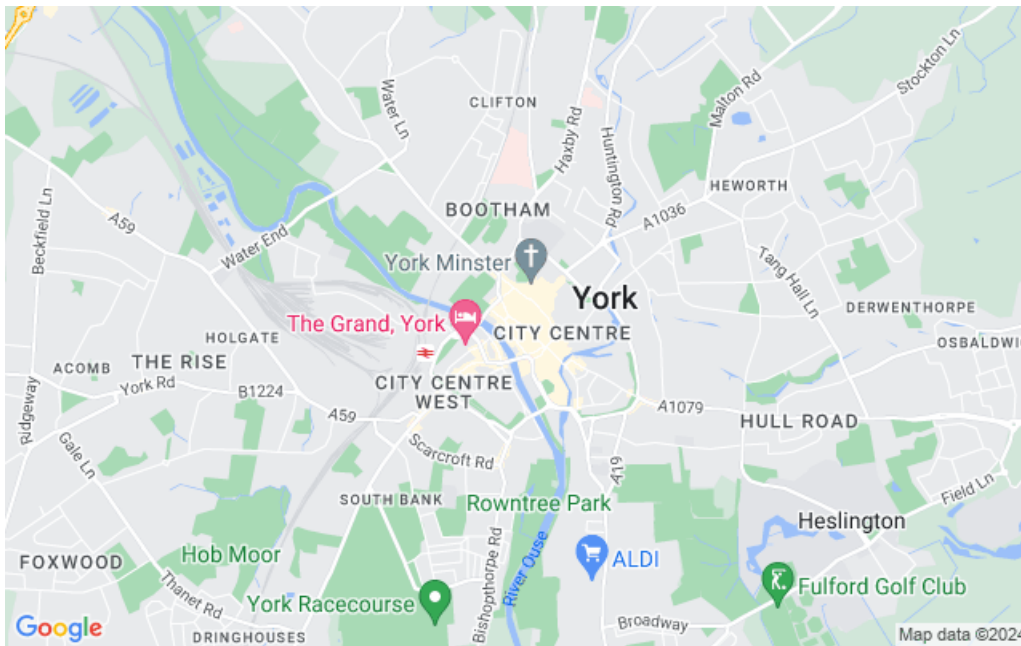 Stockton Ln
Water Ln
CLIFTON
Malton Rd
Haxby Rd
Huntington Rd
HEWORTH
BOOTHAM
A1036
Beckfield Ln
A59
Water End
York Minster
Tang Hall Ln
York
DERWENTHORPE
The Grand, York
CITY CENTRE
HOLGATE
OSBALDWI
THE RISE
ACOMB
York Rd
B1224
CITY CENTRE
WEST
Ridgeway
A59
A1079
HULL ROAD
Gale Ln
Scarcroft Rd
A19
SOUTH BANK
Rowntree Park
Field Ln
Heslington
FOXWOOD
Hob Moor
ALDI
Bishopthorpe Rd
River Ouse
Thanet Rd
York Racecourse
Fulford Golf Club
Broadway
Google
DRINGHOUSES
Map data ©2024